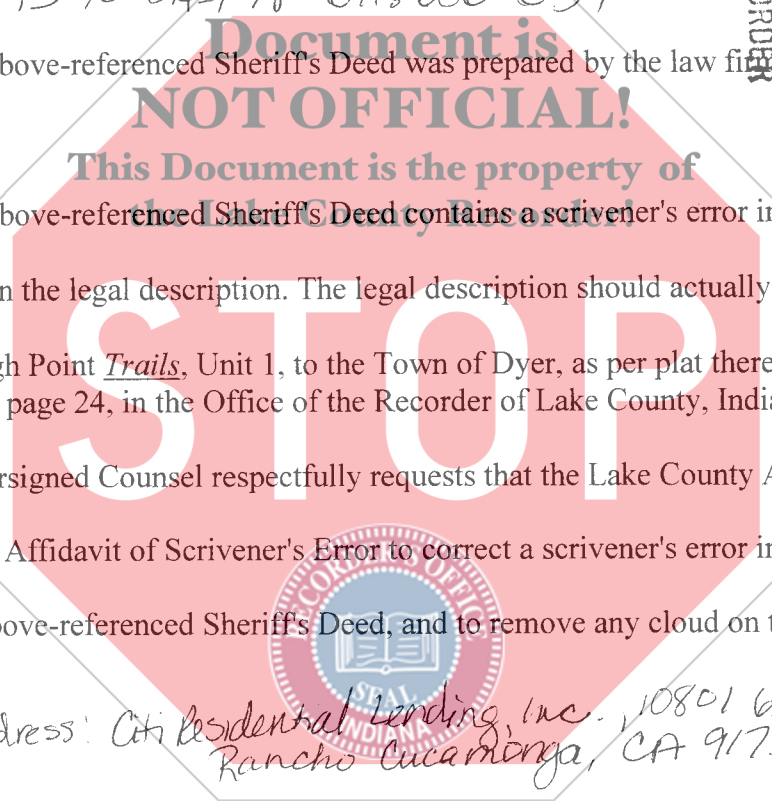 Document is
bove-referenced Sheriff's Deed was prepared by the law firm
NOT OFFICIAL!
This Document is the property of
the Lake County Recorder!
bove-referenced Sheriff's Deed contains a scrivener's error in
n the legal description. The legal description should actually
gh Point Trails, Unit 1, to the Town of Dyer, as per plat there
page 24, in the Office of the Recorder of Lake County, India
STOP
rsigned Counsel respectfully requests that the Lake County A
Affidavit of Scrivener's Error to correct a scrivener's error in
RECORDER'S OFFICE
bove-referenced Sheriff's Deed, and to remove any cloud on t
SEAL
INDIANA
dress: Citi Residential Lending, Inc., 10801 6
Rancho Cucamonga, CA 917